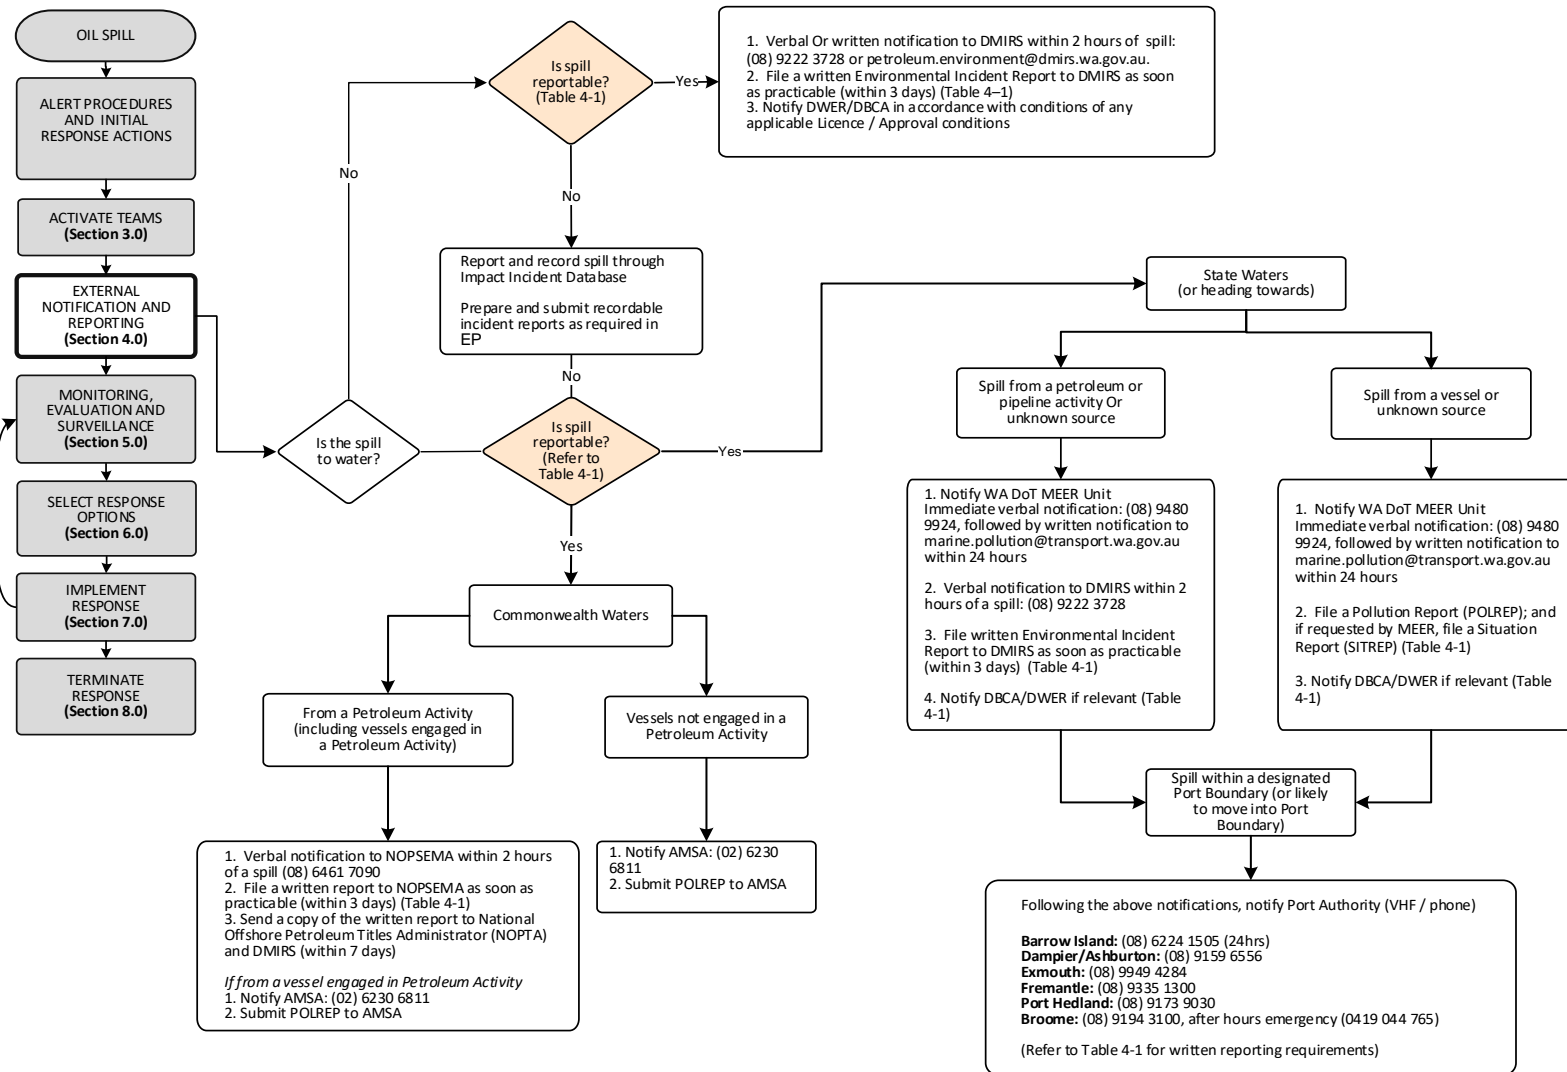 OIL SPILL
ALERT PROCEDURES
AND INITIAL
RESPONSE ACTIONS
ACTIVATE TEAMS
(Section 3.0)
EXTERNAL
NOTIFICATION AND
REPORTING
(Section 4.0)
MONITORING,
EVALUATION AND
SURVEILLANCE
(Section 5.0)
SELECT RESPONSE
OPTIONS
(Section 6.0)
IMPLEMENT
RESPONSE
(Section 7.0)
TERMINATE
RESPONSE
(Section 8.0)
Is the spill
to water?
No
Is spill
reportable?
(Table 4-1)
Yes
1. Verbal Or written notification to DMIRS within 2 hours of spill:
(08) 9222 3728 or petroleum.environment@dmirs.wa.gov.au.
2. File a written Environmental Incident Report to DMIRS as soon
as practicable (within 3 days) (Table 4–1)
3. Notify DWER/DBCA in accordance with conditions of any
applicable Licence / Approval conditions
No
Report and record spill through
Impact Incident Database
Prepare and submit recordable
incident reports as required in
EP
No
Is spill
reportable?
(Refer to
Table 4-1)
Yes
Yes
Commonwealth Waters
From a Petroleum Activity
(including vessels engaged in
a Petroleum Activity)
Vessels not engaged in a
Petroleum Activity
1. Verbal notification to NOPSEMA within 2 hours
of a spill (08) 6461 7090
2. File a written report to NOPSEMA as soon as
practicable (within 3 days) (Table 4-1)
3. Send a copy of the written report to National
Offshore Petroleum Titles Administrator (NOPTA)
and DMIRS (within 7 days)
If from a vessel engaged in Petroleum Activity
1. Notify AMSA: (02) 6230 6811
2. Submit POLREP to AMSA
1. Notify AMSA: (02) 6230
6811
2. Submit POLREP to AMSA
State Waters
(or heading towards)
Spill from a petroleum or
pipeline activity Or
unknown source
Spill from a vessel or
unknown source
1. Notify WA DoT MEER Unit
Immediate verbal notification: (08) 9480
9924, followed by written notification to
marine.pollution@transport.wa.gov.au
within 24 hours
2. Verbal notification to DMIRS within 2
hours of a spill: (08) 9222 3728
3. File written Environmental Incident
Report to DMIRS as soon as practicable
(within 3 days) (Table 4-1)
4. Notify DBCA/DWER if relevant (Table
4-1)
1. Notify WA DoT MEER Unit
Immediate verbal notification: (08) 9480
9924, followed by written notification to
marine.pollution@transport.wa.gov.au
within 24 hours
2. File a Pollution Report (POLREP); and
if requested by MEER, file a Situation
Report (SITREP) (Table 4-1)
3. Notify DBCA/DWER if relevant (Table
4-1)
Spill within a designated
Port Boundary (or likely
to move into Port
Boundary)
Following the above notifications, notify Port Authority (VHF / phone)
Barrow Island: (08) 6224 1505 (24hrs)
Dampier/Ashburton: (08) 9159 6556
Exmouth: (08) 9949 4284
Fremantle: (08) 9335 1300
Port Hedland: (08) 9173 9030
Broome: (08) 9194 3100, after hours emergency (0419 044 765)
(Refer to Table 4-1 for written reporting requirements)